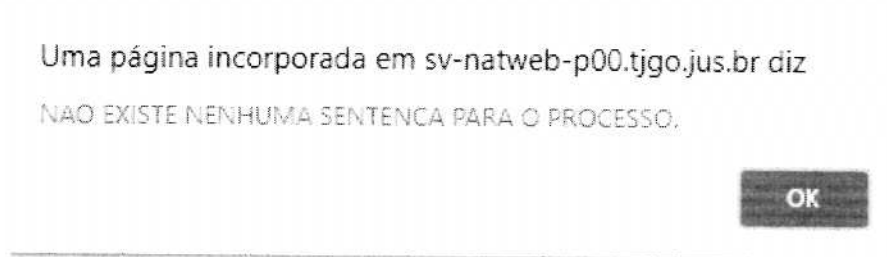 Uma página incorporada em sv-natweb-p00.tjgo.jus.br diz
NAO EXISTE NENHUMA SENTENCA PARA O PROCESSO.
OK